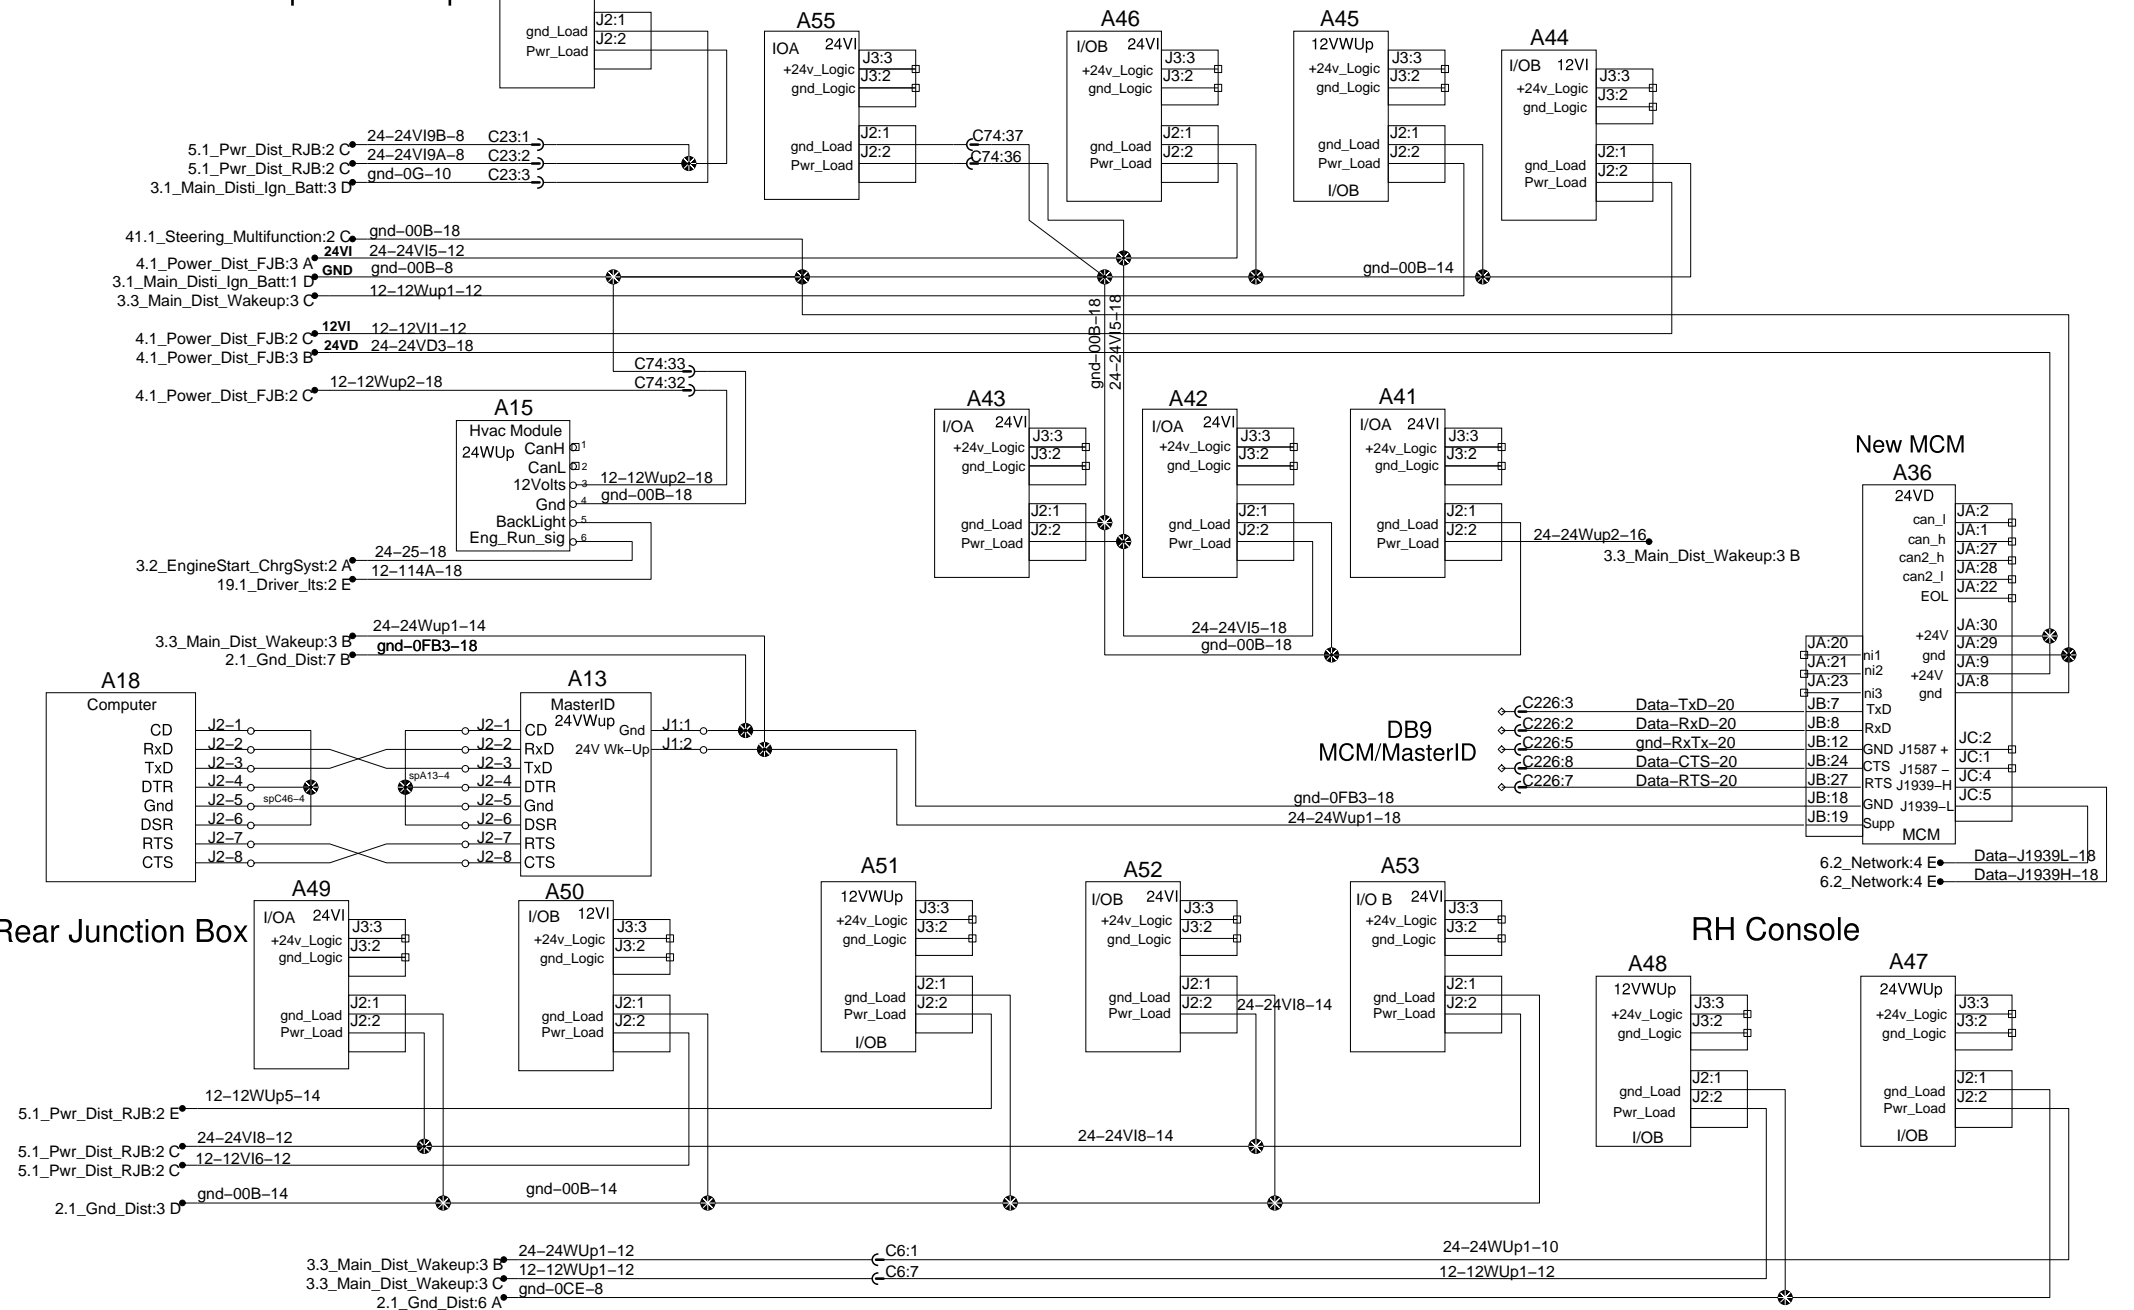 gnd_Load
Pwr_Load
J2:1
J2:2
A55
IOA 24VI
+24v_Logic
gnd_Logic
gnd_Load
Pwr_Load
J3:3
J3:2
J2:1
J2:2
C74:37
C74:36
A46
I/OB 24VI
+24v_Logic
gnd_Logic
gnd_Load
Pwr_Load
J3:3
J3:2
J2:1
J2:2
A45
12VWUp
+24v_Logic
gnd_Logic
gnd_Load
Pwr_Load
I/OB
J3:3
J3:2
J2:1
J2:2
A44
I/OB 12VI
+24v_Logic
gnd_Logic
gnd_Load
Pwr_Load
J3:3
J3:2
J2:1
J2:2
5.1_Pwr_Dist_RJB:2 C 24-24VI9B-8 C23:1
5.1_Pwr_Dist_RJB:2 C 24-24VI9A-8 C23:2
3.1_Main_Disti_Ign_Batt:3 D gnd-0G-10 C23:3
41.1_Steering_Multifunction:2 C gnd-00B-18
4.1_Power_Dist_FJB:3 A 24VI 24-24VI5-12
3.1_Main_Disti_Ign_Batt:1 D GND gnd-00B-8
gnd-00B-14
3.3_Main_Dist_Wakeup:3 C 12-12Wup1-12
4.1_Power_Dist_FJB:2 C 12VI 12-12VI1-12
4.1_Power_Dist_FJB:3 B 24VD 24-24VD3-18
4.1_Power_Dist_FJB:2 C 12-12Wup2-18
C74:33
C74:32
gnd-00B-18
24-24VI5-18
A15
Hvac Module
24WUp
CanH 1
CanL 2
12Volts 3 12-12Wup2-18
Gnd 4 gnd-00B-18
BackLight 5
Eng_Run_sig 6
3.2_EngineStart_ChrgSyst:2 A 24-25-18
19.1_Driver_lts:2 E 12-114A-18
A43
I/OA 24VI
+24v_Logic
gnd_Logic
gnd_Load
Pwr_Load
J3:3
J3:2
J2:1
J2:2
A42
I/OA 24VI
+24v_Logic
gnd_Logic
gnd_Load
Pwr_Load
J3:3
J3:2
J2:1
J2:2
A41
I/OA 24VI
+24v_Logic
gnd_Logic
gnd_Load
Pwr_Load
J3:3
J3:2
J2:1
J2:2
24-24Wup2-16
3.3_Main_Dist_Wakeup:3 B
24-24VI5-18
gnd-00B-18
New MCM
A36
24VD
can_l JA:2
can_h JA:1
can2_h JA:27
can2_l JA:28
EOL JA:22
+24V JA:30
gnd JA:29
+24V JA:9
gnd JA:8
JA:20 ni1
JA:21 ni2
JA:23 ni3
DB9
MCM/MasterID
C226:3 Data-TxD-20 JB:7 TxD
C226:2 Data-RxD-20 JB:8 RxD
C226:5 gnd-RxTx-20 JB:12 GND
C226:8 Data-CTS-20 JB:24 CTS
C226:7 Data-RTS-20 JB:27 RTS
gnd-0FB3-18 JB:18 GND
24-24Wup1-18 JB:19 Supp
J1587 + JC:2
J1587 - JC:1
J1939-H JC:4
J1939-L JC:5
MCM
6.2_Network:4 E Data-J1939L-18
6.2_Network:4 E Data-J1939H-18
3.3_Main_Dist_Wakeup:3 B 24-24Wup1-14
2.1_Gnd_Dist:7 B gnd-0FB3-18
A18
Computer
CD J2-1
RxD J2-2
TxD J2-3
DTR J2-4
Gnd J2-5
DSR J2-6
RTS J2-7
CTS J2-8
spC46-4
spA13-4
A13
MasterID
24VWup
J2-1 CD
J2-2 RxD
J2-3 TxD
J2-4 DTR
J2-5 Gnd
J2-6 DSR
J2-7 RTS
J2-8 CTS
Gnd J1:1
24V Wk-Up J1:2
Rear Junction Box
A49
I/OA 24VI
+24v_Logic
gnd_Logic
gnd_Load
Pwr_Load
J3:3
J3:2
J2:1
J2:2
A50
I/OB 12VI
+24v_Logic
gnd_Logic
gnd_Load
Pwr_Load
J3:3
J3:2
J2:1
J2:2
A51
12VWUp
+24v_Logic
gnd_Logic
gnd_Load
Pwr_Load
I/OB
J3:3
J3:2
J2:1
J2:2
A52
I/OB 24VI
+24v_Logic
gnd_Logic
gnd_Load
Pwr_Load
J3:3
J3:2
J2:1
J2:2
24-24VI8-14
A53
I/O B 24VI
+24v_Logic
gnd_Logic
gnd_Load
Pwr_Load
J3:3
J3:2
J2:1
J2:2
RH Console
A48
12VWUp
+24v_Logic
gnd_Logic
gnd_Load
Pwr_Load
I/OB
J3:3
J3:2
J2:1
J2:2
A47
24VWUp
+24v_Logic
gnd_Logic
gnd_Load
Pwr_Load
I/OB
J3:3
J3:2
J2:1
J2:2
5.1_Pwr_Dist_RJB:2 E 12-12WUp5-14
5.1_Pwr_Dist_RJB:2 C 24-24VI8-12 24-24VI8-14
5.1_Pwr_Dist_RJB:2 C 12-12VI6-12
2.1_Gnd_Dist:3 D gnd-00B-14 gnd-00B-14
3.3_Main_Dist_Wakeup:3 B 24-24WUp1-12 C6:1 24-24WUp1-10
3.3_Main_Dist_Wakeup:3 C 12-12WUp1-12 C6:7 12-12WUp1-12
2.1_Gnd_Dist:6 A gnd-0CE-8